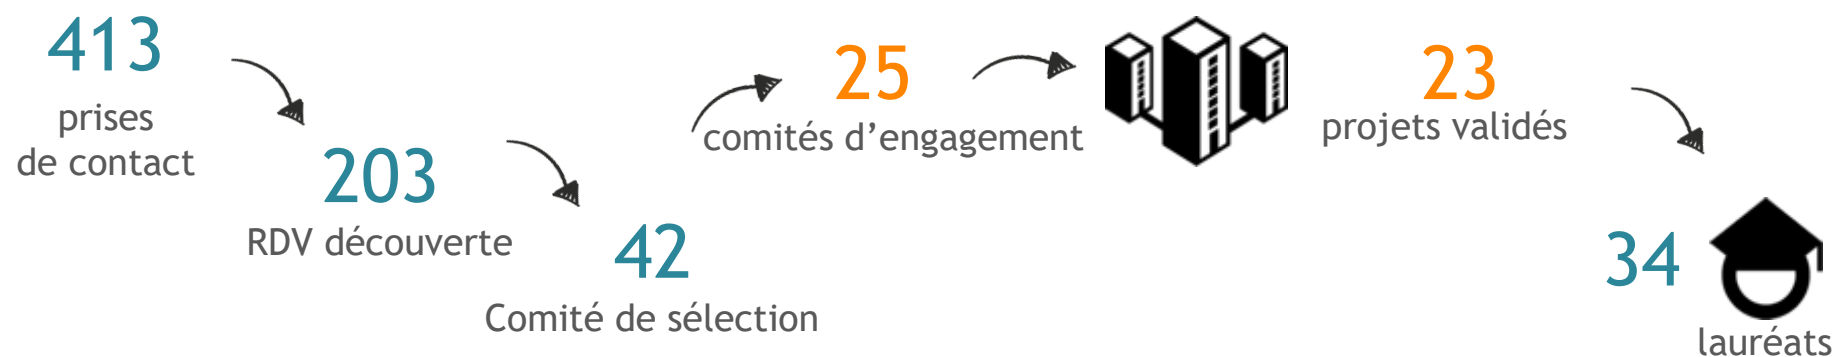 413
prises
de contact
203
RDV découverte
42
Comité de sélection
25
comités d’engagement
23
projets validés
34
lauréats